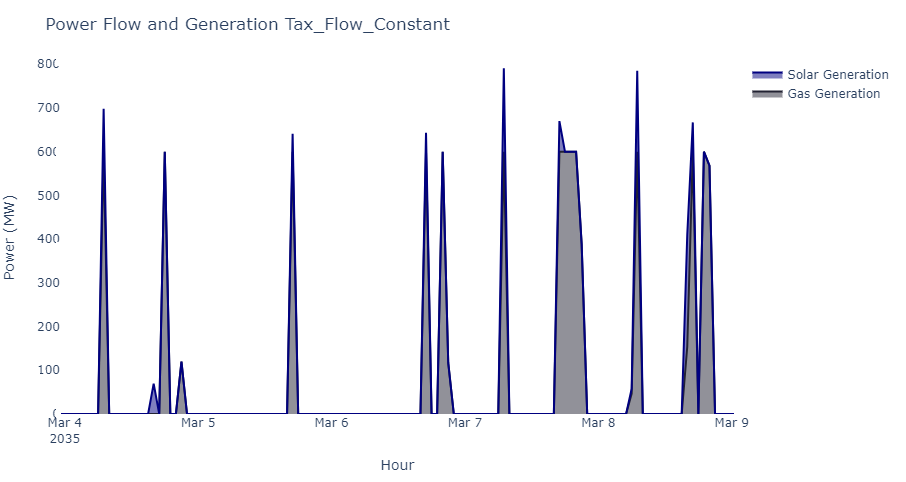 Power Flow and Generation Tax_Flow_Constant
Solar Generation
Gas Generation
800
700
600
500
400
300
200
100
0
Power (MW)
Mar 4
2035
Mar 5
Mar 6
Mar 7
Mar 8
Mar 9
Hour